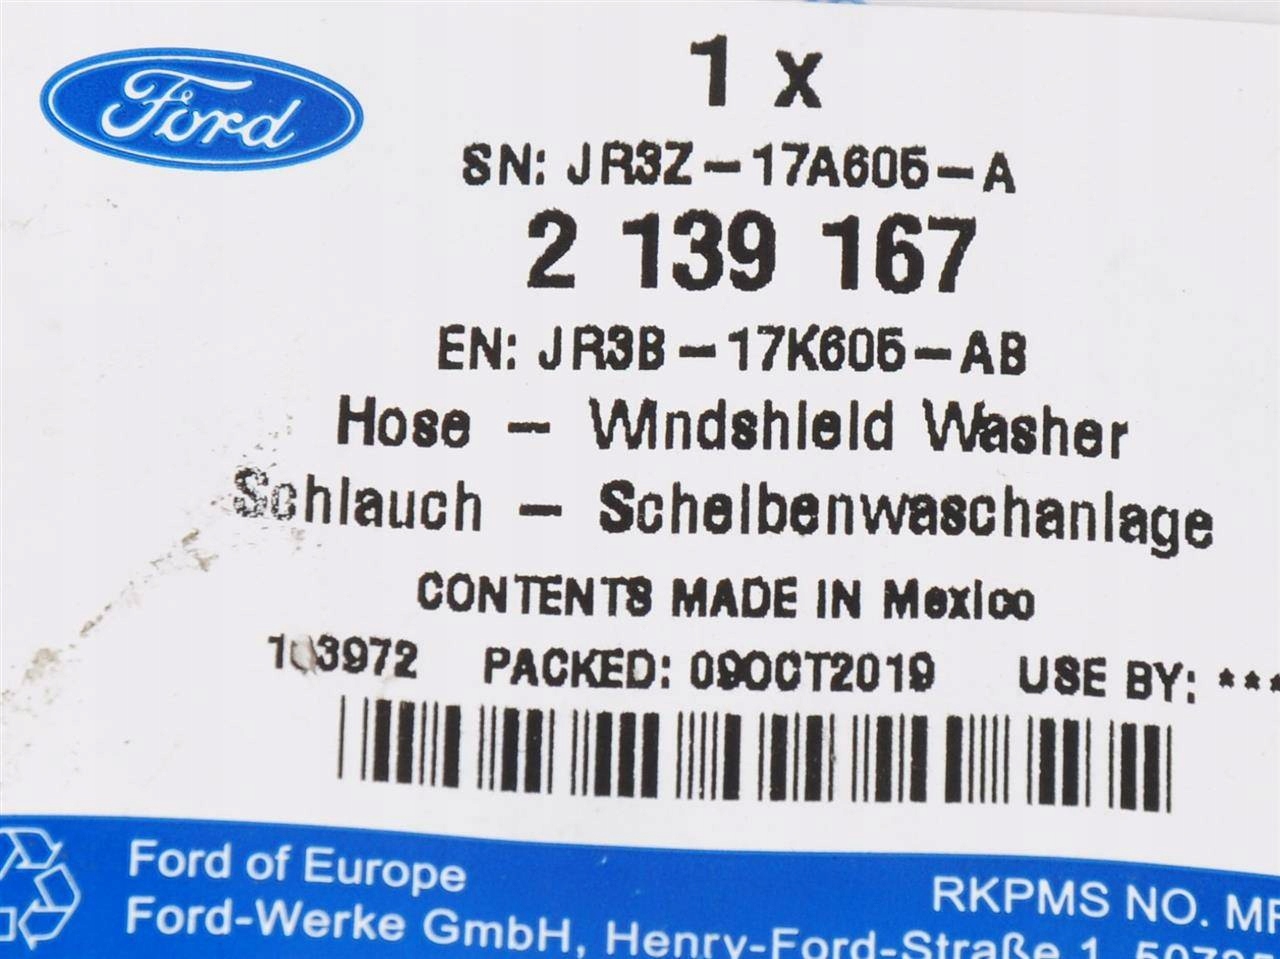 Ford
1 x
SN: JR3Z-17A605-A
2 139 167
EN: JR3B-17K605-AB
Hose - Windshield Washer
Schlauch - Scheibenwaschanlage
CONTENTS MADE IN Mexico
PACKED: 09OCT2019 USE BY: ***
Ford of Europe
RKPMS NO.
Ford-Werke GmbH, Henry-Ford-Straße 1,